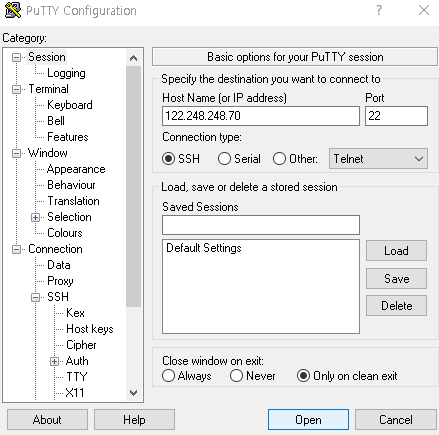 PuTTY Configuration
?
Category:
Session
Logging
Terminal
Keyboard
Bell
Features
Window
Appearance
Behaviour
Translation
Selection
Colours
Connection
Data
Proxy
SSH
Kex
Host keys
Cipher
Auth
TTY
X11
Basic options for your PuTTY session
Specify the destination you want to connect to
Host Name (or IP address) Port
122.248.248.70 22
Connection type:
SSH Serial Other: Telnet
Load, save or delete a stored session
Saved Sessions
Default Settings
Load
Save
Delete
Close window on exit:
Always Never Only on clean exit
About Help Open Cancel